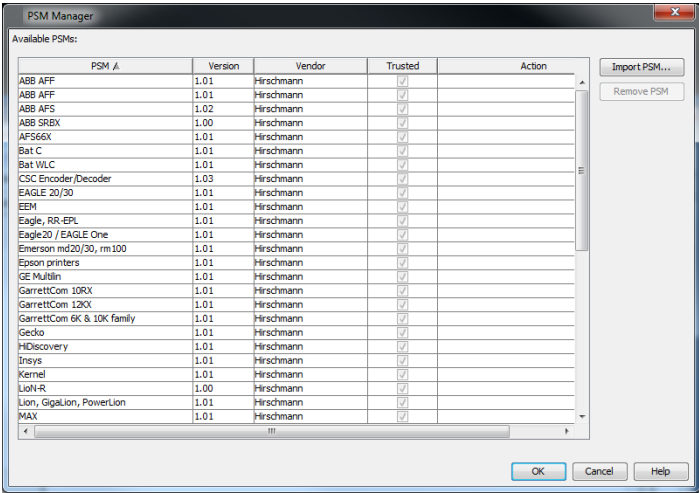 PSM Manager
Available PSMs:
PSM Version Vendor Trusted Action
Import PSM...
Remove PSM
ABB AFF 1.01 Hirschmann
ABB AFF 1.01 Hirschmann
ABB AFS 1.02 Hirschmann
ABB SRBX 1.00 Hirschmann
AFS66X 1.01 Hirschmann
Bat C 1.01 Hirschmann
Bat WLC 1.01 Hirschmann
CSC Encoder/Decoder 1.03 Hirschmann
EAGLE 20/30 1.01 Hirschmann
EEM 1.01 Hirschmann
Eagle, RR-EPL 1.01 Hirschmann
Eagle20 / EAGLE One 1.01 Hirschmann
Emerson md20/30, rm100 1.01 Hirschmann
Epson printers 1.01 Hirschmann
GE Multilin 1.01 Hirschmann
GarrettCom 10RX 1.01 Hirschmann
GarrettCom 12KX 1.01 Hirschmann
GarrettCom 6K & 10K family 1.01 Hirschmann
Gecko 1.01 Hirschmann
HiDiscovery 1.01 Hirschmann
Insys 1.01 Hirschmann
Kernel 1.01 Hirschmann
LioN-R 1.00 Hirschmann
Lion, GigaLion, PowerLion 1.01 Hirschmann
MAX 1.01 Hirschmann
OK Cancel Help